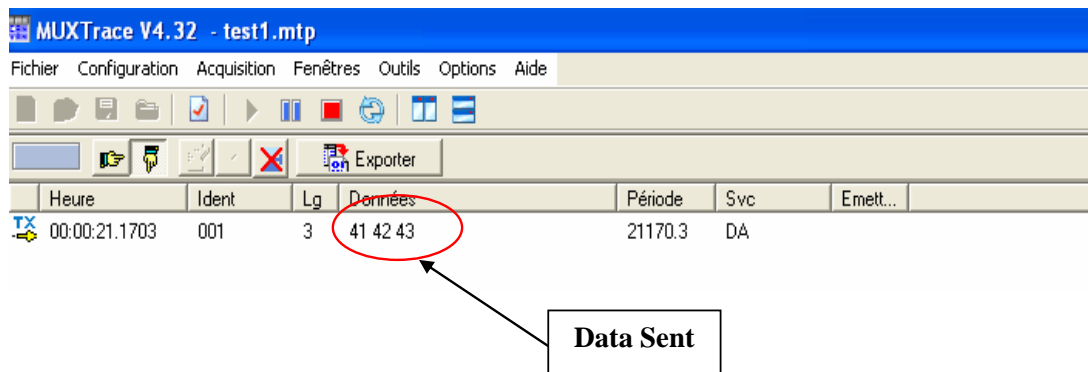 MUXTrace V4.32 - test1.mtp
Fichier Configuration Acquisition Fenêtres Outils Options Aide
Exporter
Heure Ident Lg Données Période Svc Emett...
TX 00:00:21.1703 001 3 41 42 43 21170.3 DA
Data Sent